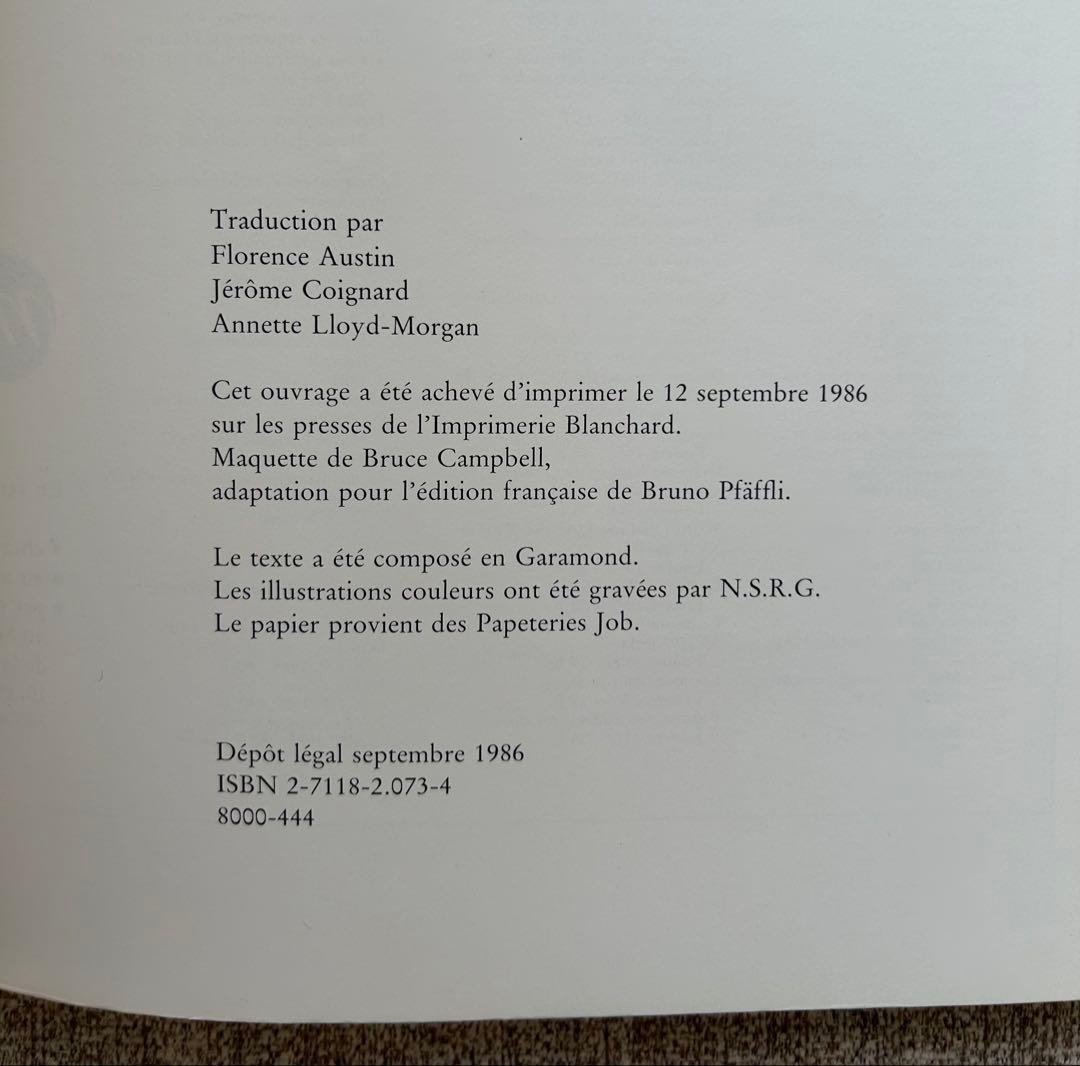 Traduction par
Florence Austin
Jérôme Coignard
Annette Lloyd-Morgan
Cet ouvrage a été achevé d'imprimer le 12 septembre 1986
sur les presses de l'Imprimerie Blanchard.
Maquette de Bruce Campbell,
adaptation pour l'édition française de Bruno Pfäffli.
Le texte a été composé en Garamond.
Les illustrations couleurs ont été gravées par N.S.R.G.
Le papier provient des Papeteries Job.
Dépôt légal septembre 1986
ISBN 2-7118-2.073-4
8000-444